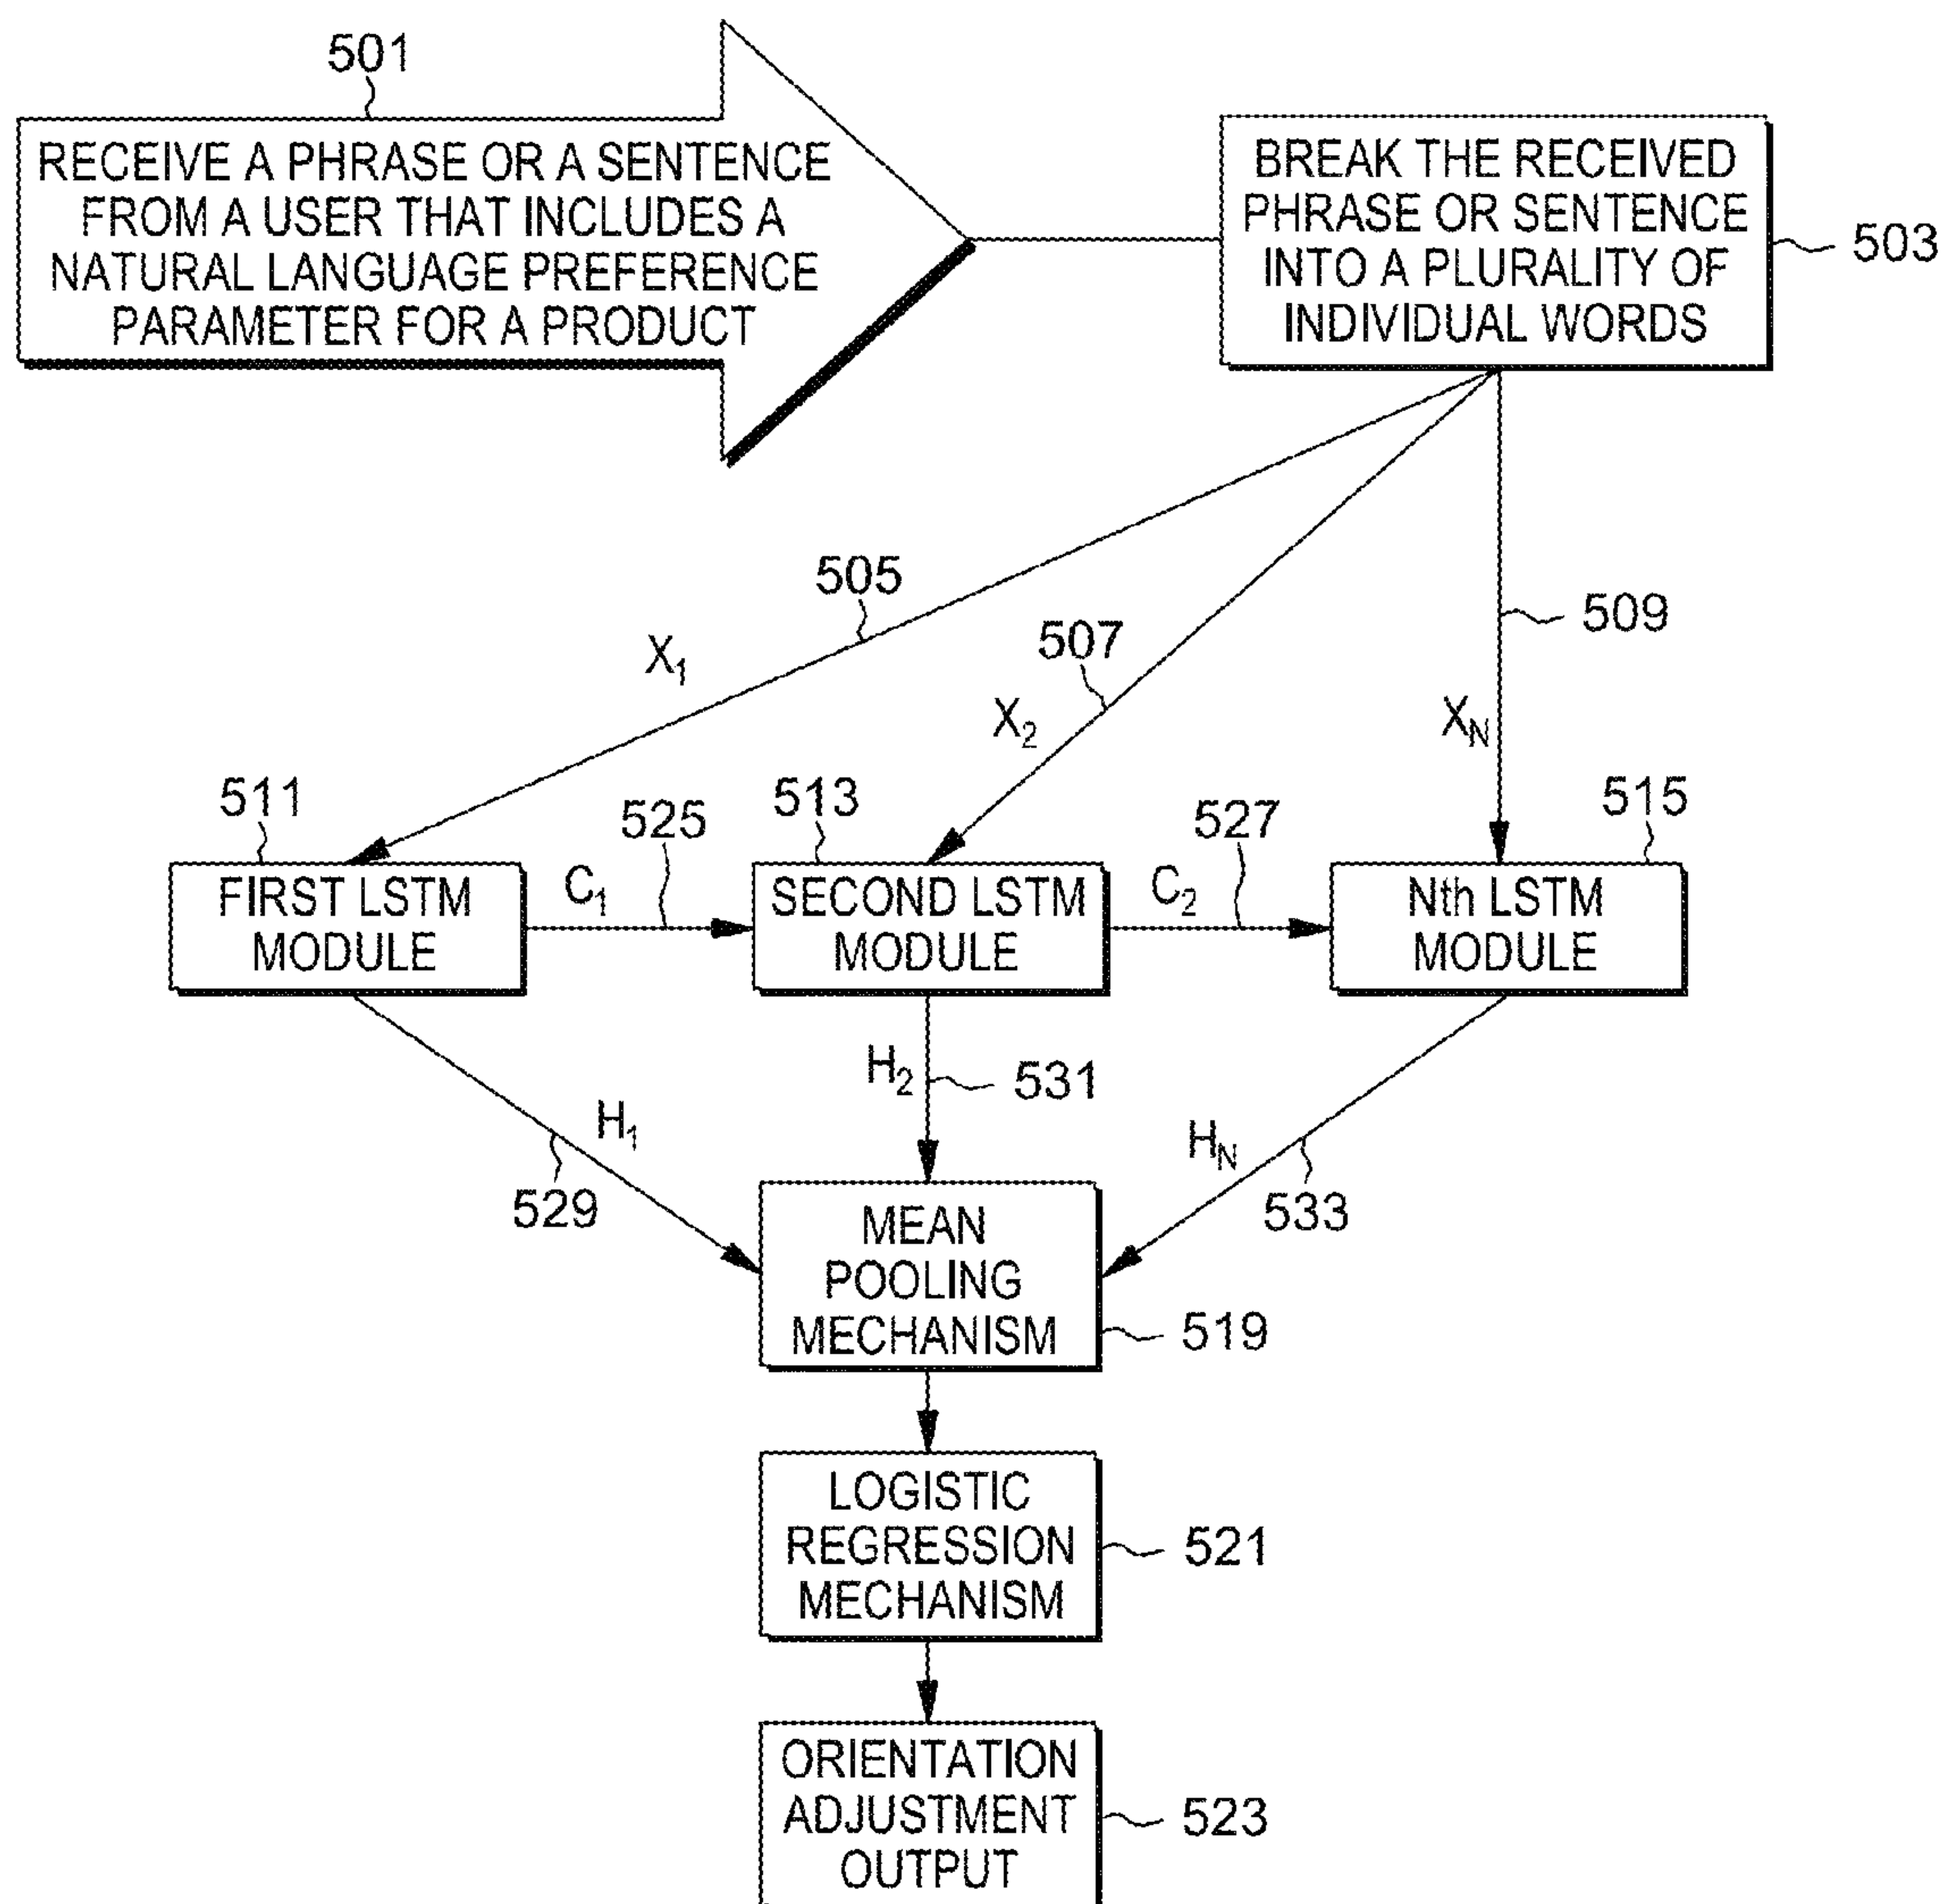 501
RECEIVE A PHRASE OR A SENTENCE
FROM A USER THAT INCLUDES A
NATURAL LANGUAGE PREFERENCE
PARAMETER FOR A PRODUCT
BREAK THE RECEIVED
PHRASE OR SENTENCE
INTO A PLURALITY OF
INDIVIDUAL WORDS
503
505
507
509
X1
X2
XN
511
525
513
527
515
FIRST LSTM
MODULE
C1
SECOND LSTM
MODULE
C2
Nth LSTM
MODULE
H1
529
H2
531
HN
533
MEAN
POOLING
MECHANISM
519
LOGISTIC
REGRESSION
MECHANISM
521
ORIENTATION
ADJUSTMENT
OUTPUT
523